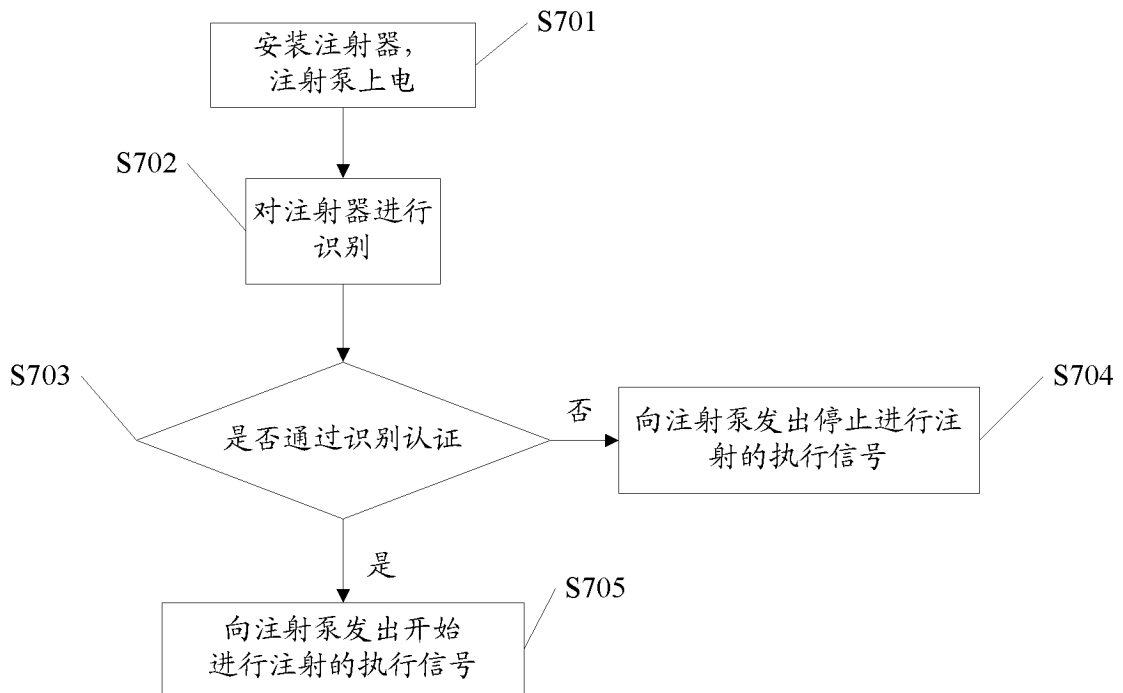 S701
安装注射器，
注射泵上电
S702
对注射器进行
识别
S703
是否通过识别认证
否
S704
向注射泵发出停止进行注
射的执行信号
是
S705
向注射泵发出开始
进行注射的执行信号